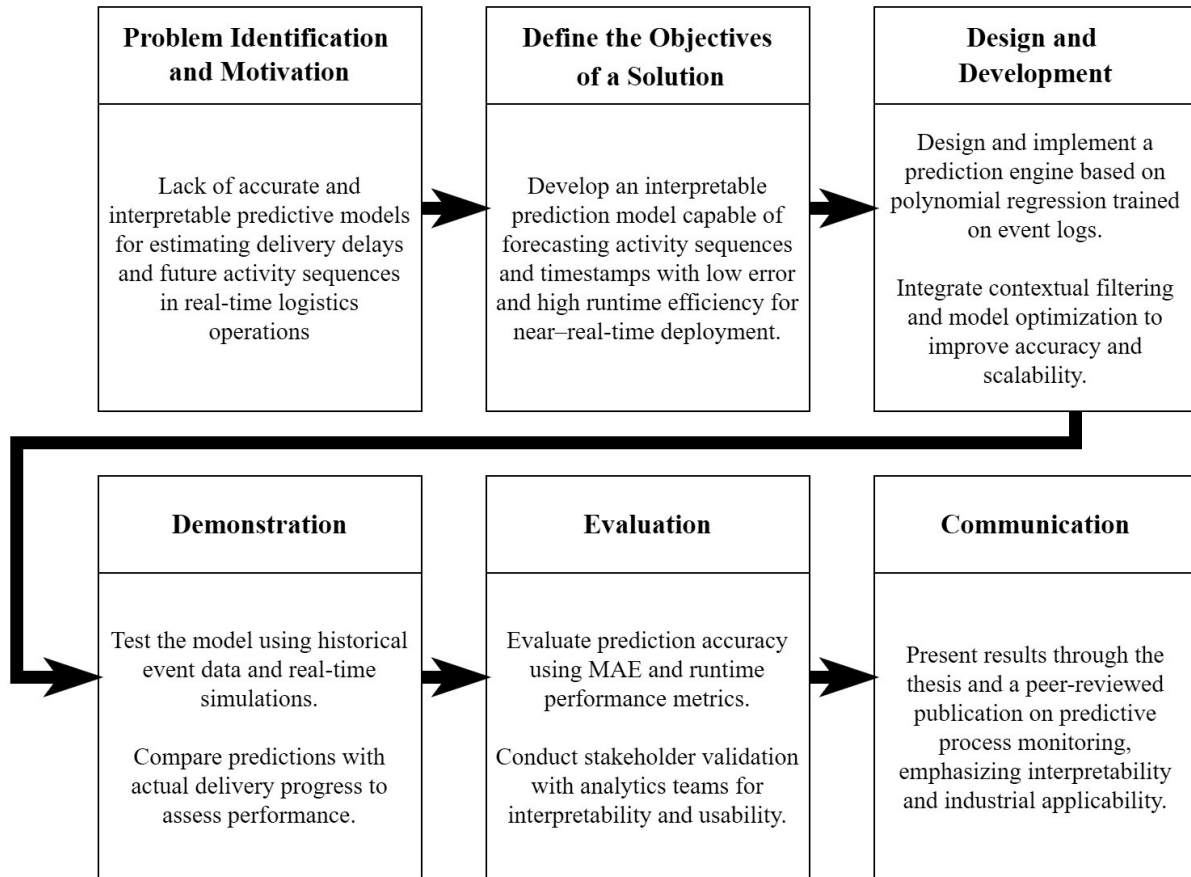 Problem Identification
and Motivation
Lack of accurate and
interpretable predictive models
for estimating delivery delays
and future activity sequences
in real-time logistics
operations
Define the Objectives
of a Solution
Develop an interpretable
prediction model capable of
forecasting activity sequences
and timestamps with low error
and high runtime efficiency for
near–real-time deployment.
Design and
Development
Design and implement a
prediction engine based on
polynomial regression trained
on event logs.
Integrate contextual filtering
and model optimization to
improve accuracy and
scalability.
Demonstration
Test the model using historical
event data and real-time
simulations.
Compare predictions with
actual delivery progress to
assess performance.
Evaluation
Evaluate prediction accuracy
using MAE and runtime
performance metrics.
Conduct stakeholder validation
with analytics teams for
interpretability and usability.
Communication
Present results through the
thesis and a peer-reviewed
publication on predictive
process monitoring,
emphasizing interpretability
and industrial applicability.